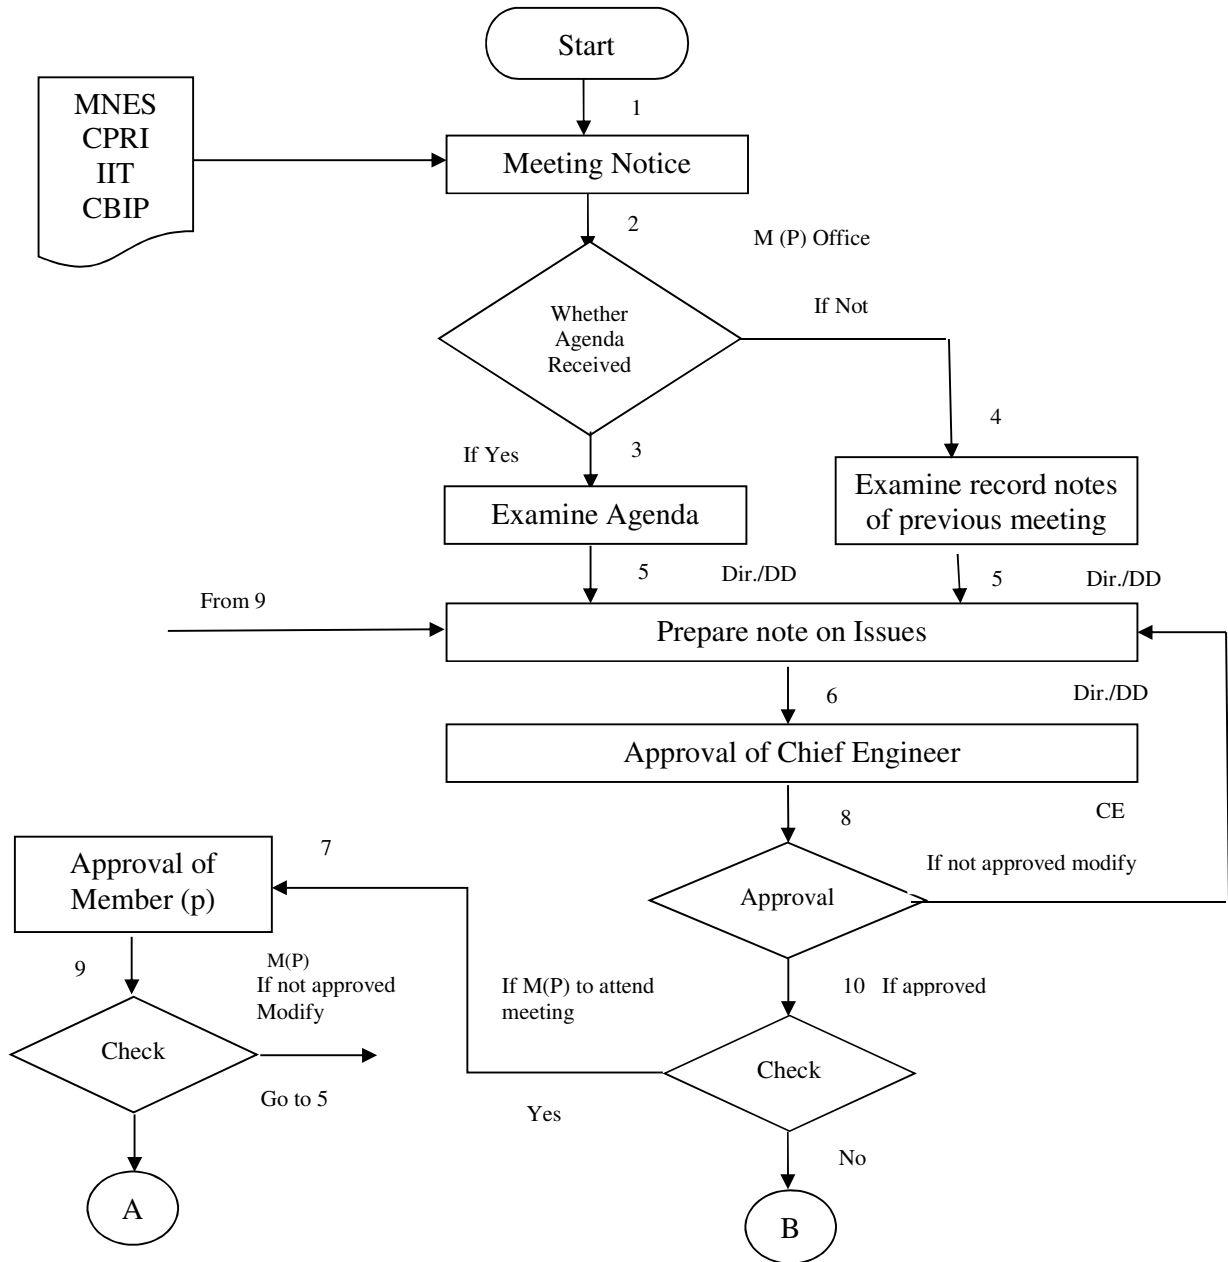 Start
1
MNES
CPRI
IIT
CBIP
Meeting Notice
2
M (P) Office
If Not
Whether
Agenda
Received
4
If Yes
3
Examine Agenda
Examine record notes
of previous meeting
5
Dir./DD
5
Dir./DD
From 9
Prepare note on Issues
6
Dir./DD
Approval of Chief Engineer
8
CE
7
Approval of
Member (p)
If not approved modify
Approval
9
M(P)
If not approved
Modify
If M(P) to attend
meeting
10 If approved
Check
Go to 5
Check
Yes
No
A
B